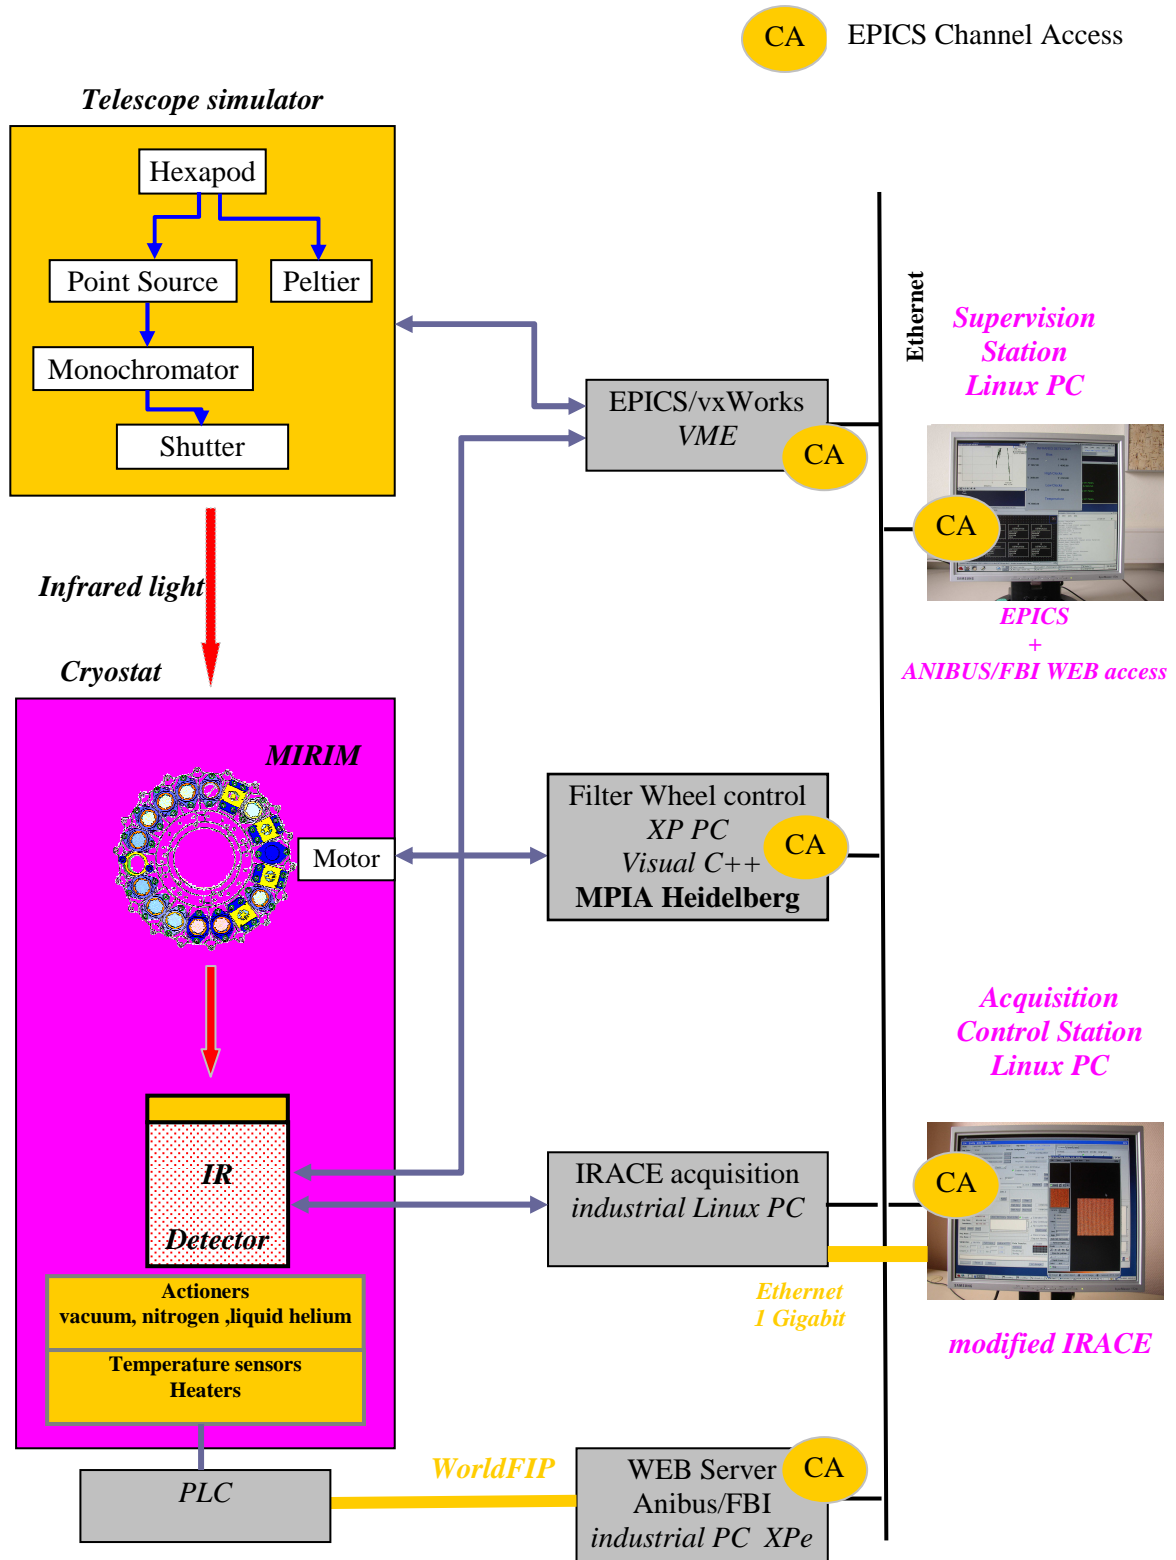 CA
EPICS Channel Access
Telescope simulator
Hexapod
Point Source
Peltier
Monochromator
Shutter
Ethernet
Supervision
Station
Linux PC
EPICS/vxWorks
VME
CA
CA
EPICS
+
ANIBUS/FBI WEB access
Infrared light
Cryostat
MIRIM
Motor
Filter Wheel control
XP PC
Visual C++
MPIA Heidelberg
CA
Acquisition
Control Station
Linux PC
IR
Detector
IRACE acquisition
industrial Linux PC
CA
Ethernet
1 Gigabit
modified IRACE
Actioners
vacuum, nitrogen ,liquid helium
Temperature sensors
Heaters
PLC
WorldFIP
WEB Server
Anibus/FBI
industrial PC XPe
CA
SAMSUNG